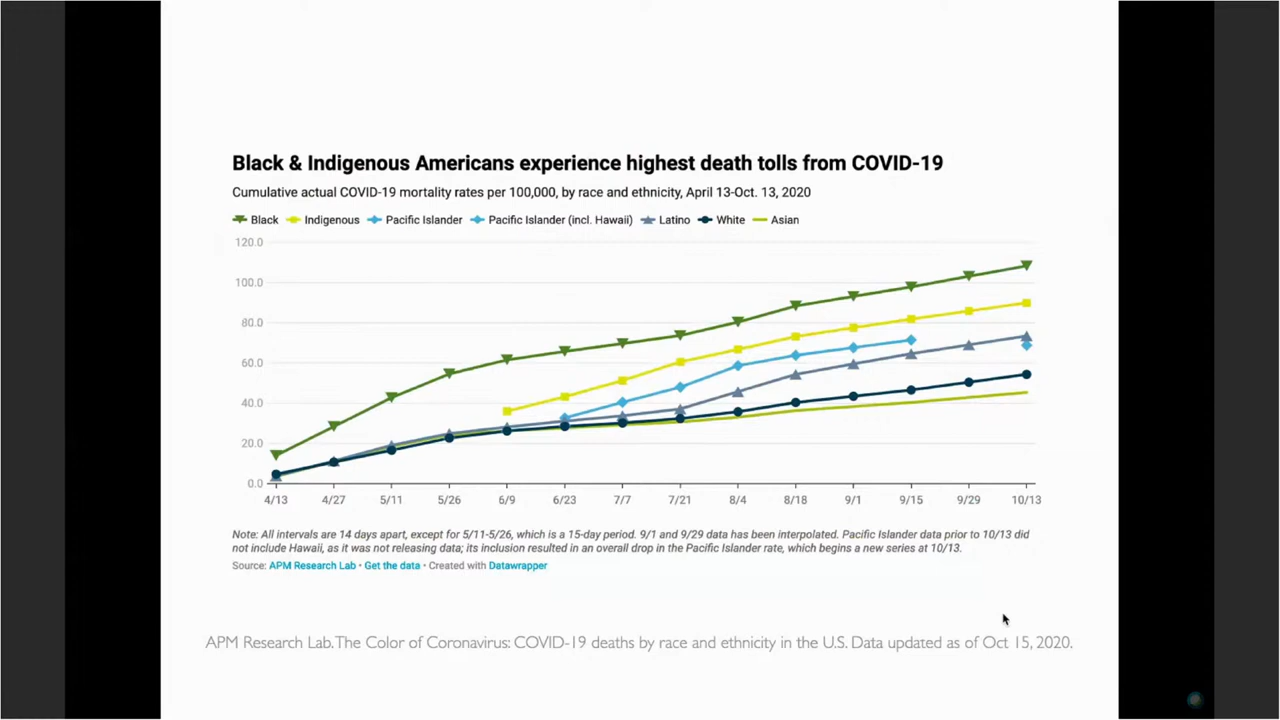 Black & Indigenous Americans experience highest death tolls from COVID-19
Cumulative actual COVID-19 mortality rates per 100,000, by race and ethnicity, April 13-Oct. 13, 2020
Black Indigenous Pacific Islander Pacific Islander (incl. Hawaii) Latino White Asian
120.0
100.0
80.0
60.0
40.0
20.0
0.0
4/13 4/27 5/11 5/26 6/9 6/23 7/7 7/21 8/4 8/18 9/1 9/15 9/29 10/13
Note: All intervals are 14 days apart, except for 5/11-5/26, which is a 15-day period. 9/1 and 9/29 data has been interpolated. Pacific Islander data prior to 10/13 did
not include Hawaii, as it was not releasing data; its inclusion resulted in an overall drop in the Pacific Islander rate, which begins a new series at 10/13.
Source: APM Research Lab • Get the data • Created with Datawrapper
APM Research Lab. The Color of Coronavirus: COVID-19 deaths by race and ethnicity in the U.S. Data updated as of Oct 15, 2020.